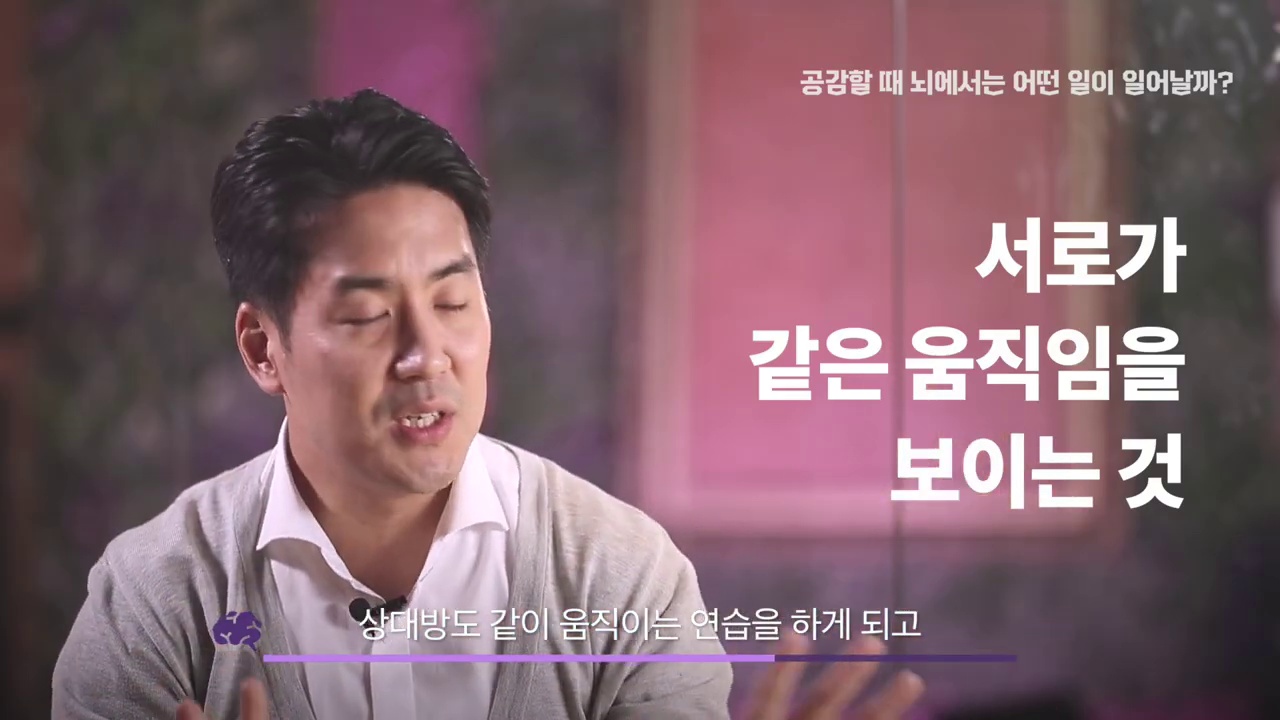 공감할 때 뇌에서는 어떤 일이 일어날까?
서로가
같은 움직임을
보이는 것
상대방도 같이 움직이는 연습을 하게 되고